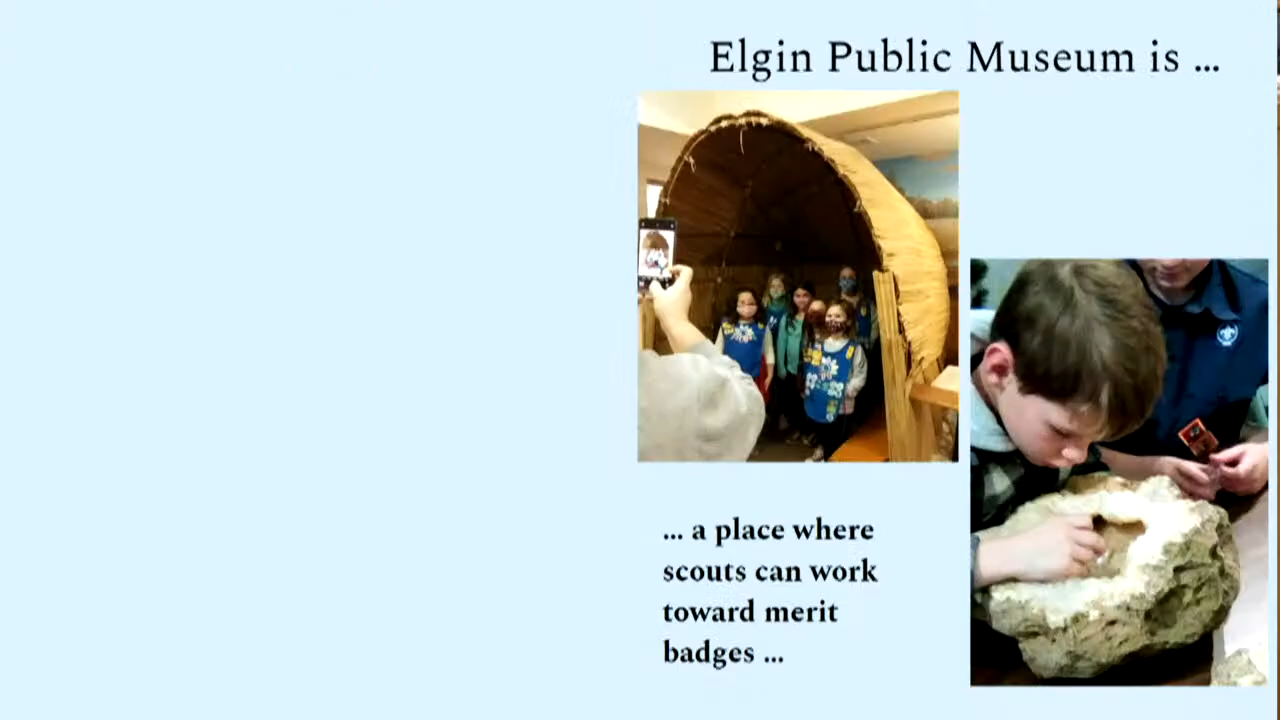 Elgin Public Museum is ...
... a place where
scouts can work
toward merit
badges ...